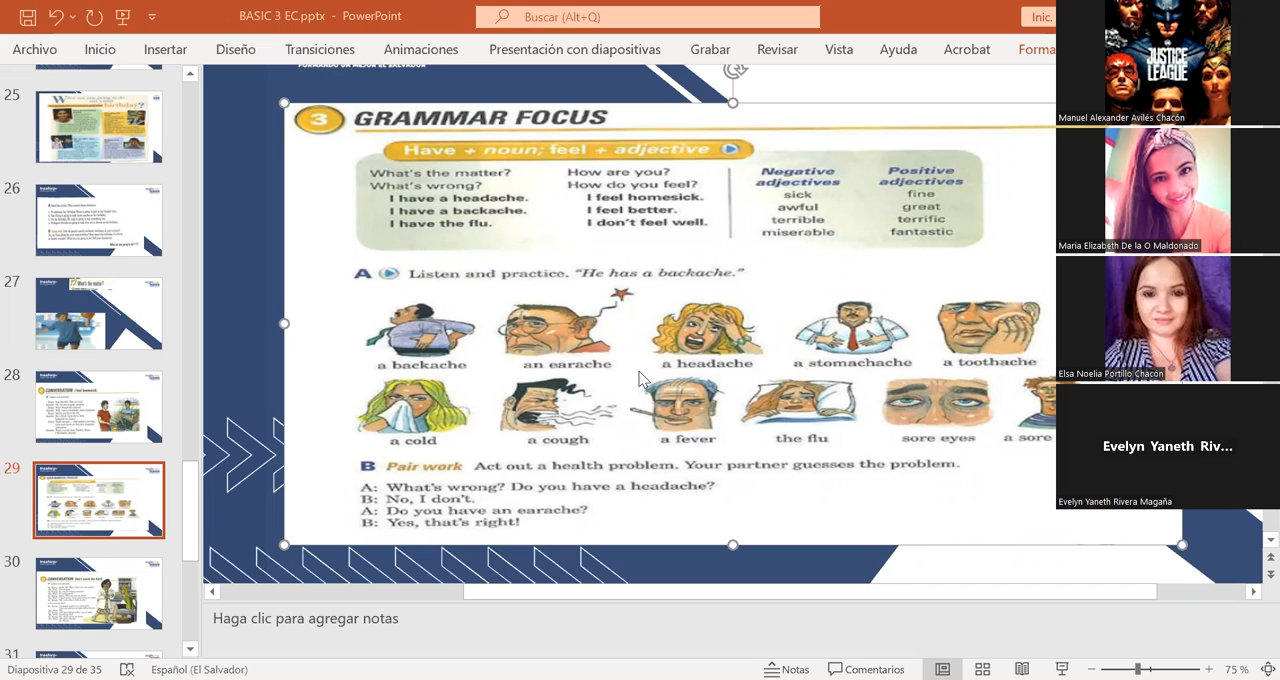 BASIC 3 EC.pptx - PowerPoint
Buscar (Alt+Q)
Inic.
Archivo Inicio Insertar Diseño Transiciones Animaciones Presentación con diapositivas Grabar Revisar Vista Ayuda Acrobat Forma
25
26
27
What's the matter?
28
29
30
31
FORMANDO UN MEJOR EL SALVADOR
3 GRAMMAR FOCUS
Have + noun; feel + adjective
What's the matter? How are you?
What's wrong? How do you feel?
I have a headache. I feel homesick.
I have a backache. I feel better.
I have the flu. I don't feel well.
Negative adjectives
sick
awful
terrible
miserable
Positive adjectives
fine
great
terrific
fantastic
A Listen and practice. "He has a backache."
a backache an earache a headache a stomachache a toothache
a cold a cough a fever the flu sore eyes a sore
B Pair work Act out a health problem. Your partner guesses the problem.
A: What's wrong? Do you have a headache?
B: No, I don't.
A: Do you have an earache?
B: Yes, that's right!
JUSTICE
LEAGUE
Manuel Alexander Avilés Chacón
Maria Elizabeth De la O Maldonado
Elsa Noelia Portillo Chacón
Evelyn Yaneth Riv...
Evelyn Yaneth Rivera Magaña
Haga clic para agregar notas
Diapositiva 29 de 35 Español (El Salvador) Notas Comentarios 75 %